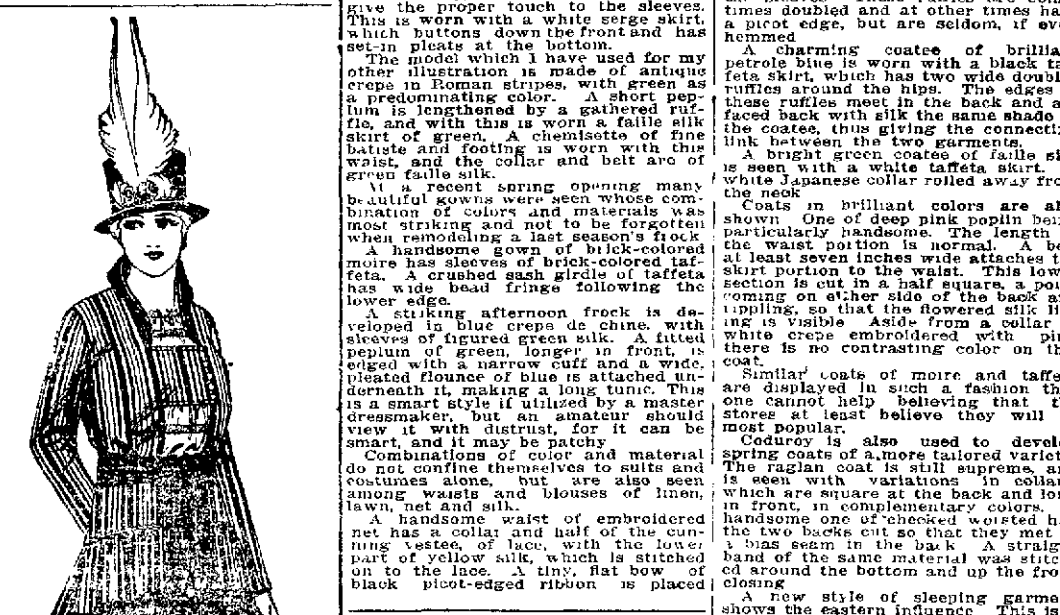 give the proper touch to the sleeves.
This is worn with a white serge skirt,
which buttons down the front and has
set-in pleats at the bottom.
The model which I have used for my
other illustration is made of antique
crepe in Roman stripes, with green as
a predominating color. A short pep-
lum is lengthened by a gathered ruf-
fle, and with this is worn a faille silk
skirt of green. A chemisette of fine
batiste and footing is worn with this
waist, and the collar and belt are of
green faille silk.
At a recent spring opening many
beautiful gowns were seen whose com-
bination of colors and materials was
most striking and not to be forgotten
when remodeling a last season's frock
A handsome gown of brick-colored
moire has sleeves of brick-colored taf-
feta. A crushed sash girdle of taffeta
has wide bead fringe following the
lower edge.
A striking afternoon frock is de-
veloped in blue crepe de chine, with
sleeves of figured green silk. A fitted
peplum of green, longer in front, is
edged with a narrow cuff and a wide,
pleated flounce of blue is attached un-
derneath it, making a long tunic. This
is a smart style if utilized by a master
dressmaker, but an amateur should
view it with distrust, for it can be
smart, and it may be patchy
Combinations of color and material
do not confine themselves to suits and
costumes alone, but are also seen
among waists and blouses of linen,
lawn, net and silk.
A handsome waist of embroidered
net has a collar and half of the cun-
ning vestee, of lace, with the lower
part of yellow silk, which is stitched
on to the lace. A tiny, flat bow of
black picot-edged ribbon is placed
times doubled and at other times ha
a picot edge, but are seldom, if eve
hemmed
A charming coatee of brillia
petrole blue is worn with a black ta
feta skirt, which has two wide doubl
ruffles around the hips. The edges
these ruffles meet in the back and a
faced back with silk the same shade
the coatee, thus giving the connecti
link between the two garments.
A bright green coatee of faille si
is seen with a white taffeta skirt.
white Japanese collar rolled away fro
the neck
Coats in brilliant colors are al
shown One of deep pink poplin bei
particularly handsome. The length
the waist portion is normal. A be
at least seven inches wide attaches t
skirt portion to the waist. This low
section is cut in a half square, a poi
coming on either side of the back a
rippling, so that the flowered silk li
ing is visible Aside from a collar
white crepe embroidered with pi
there is no contrasting color on th
coat.
Similar coats of moire and taffe
are displayed in such a fashion th
one cannot help believing that t
stores at least believe they will
most popular.
Coduroy is also used to devel
spring coats of a more tailored variet
The raglan coat is still supreme, a
is seen with variations in colla
which are square at the back and lo
in front, in complementary colors.
handsome one of checked worsted h
the two backs cut so that they met
a bias seam in the back A straig
band of the same material was stitc
ed around the bottom and up the fro
closing
A new style of sleeping garme
shows the eastern influence This is